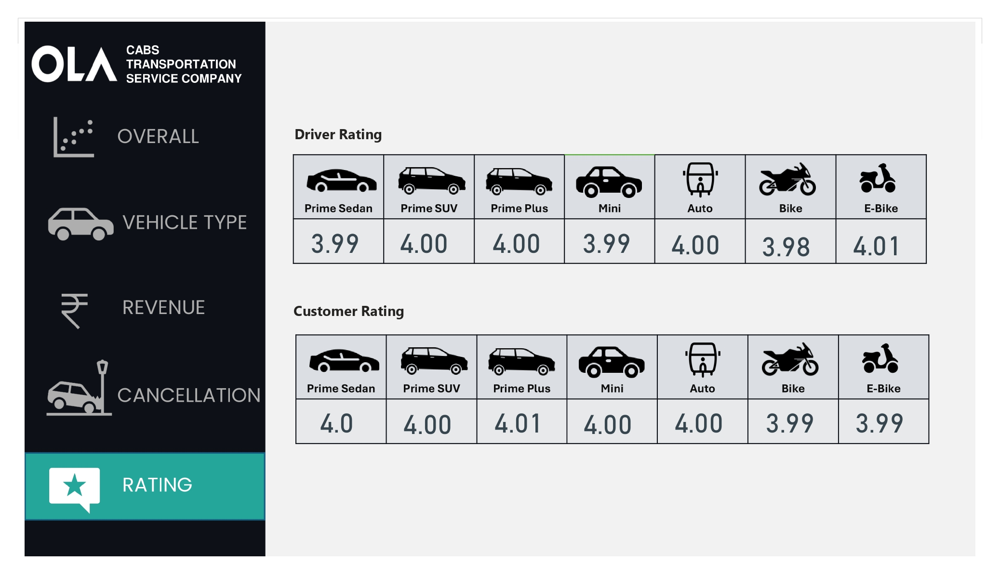 OLA
CABS
TRANSPORTATION
SERVICE COMPANY
OVERALL
VEHICLE TYPE
REVENUE
CANCELLATION
RATING
Driver Rating
Prime Sedan Prime SUV Prime Plus Mini Auto Bike E-Bike
3.99 4.00 4.00 3.99 4.00 3.98 4.01
Customer Rating
Prime Sedan Prime SUV Prime Plus Mini Auto Bike E-Bike
4.0 4.00 4.01 4.00 4.00 3.99 3.99